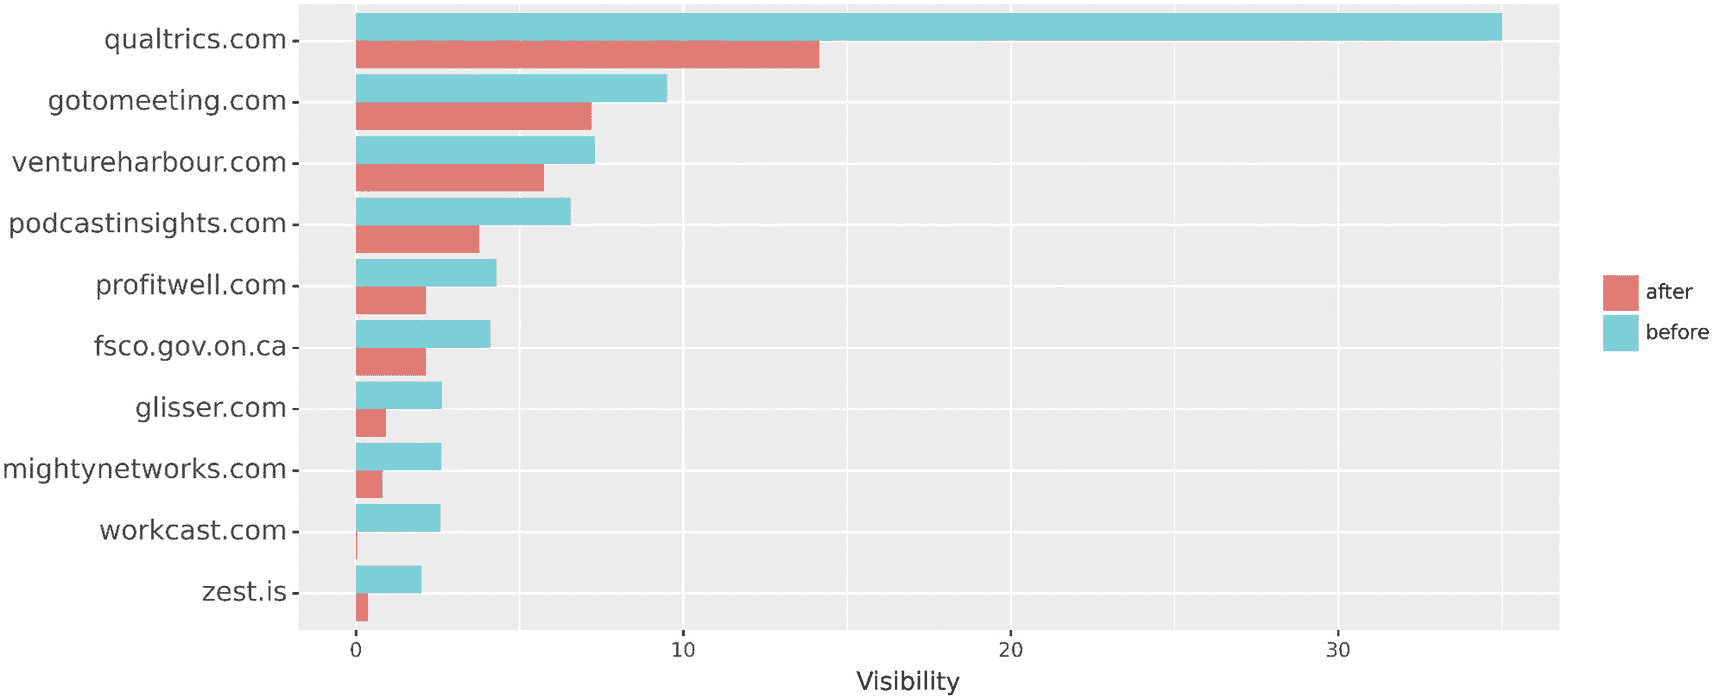 qualtrics.com
gotomeeting.com
ventureharbour.com
podcastinsights.com
profitwell.com
fsco.gov.on.ca
glisser.com
mightynetworks.com
workcast.com
zest.is
0 10 20 30
Visibility
after
before